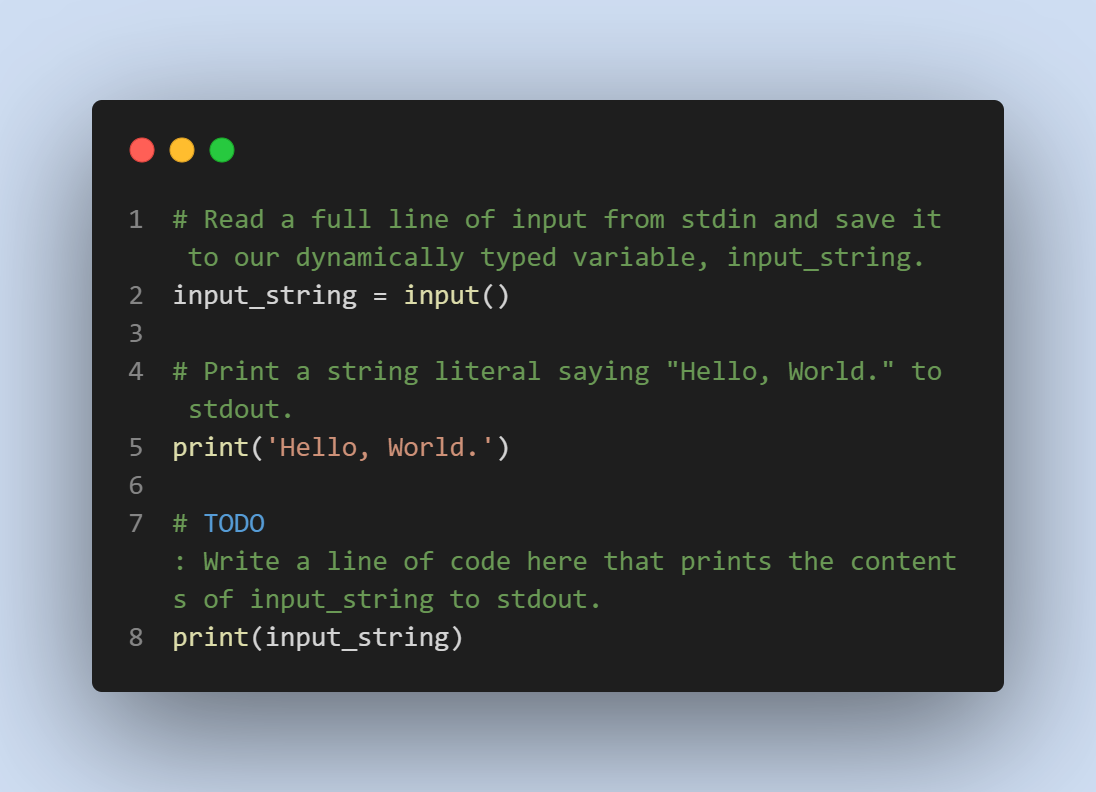 1 # Read a full line of input from stdin and save it
to our dynamically typed variable, input_string.
2 input_string = input()
3
4 # Print a string literal saying "Hello, World." to
stdout.
5 print('Hello, World.')
6
7 # TODO
: Write a line of code here that prints the content
s of input_string to stdout.
8 print(input_string)